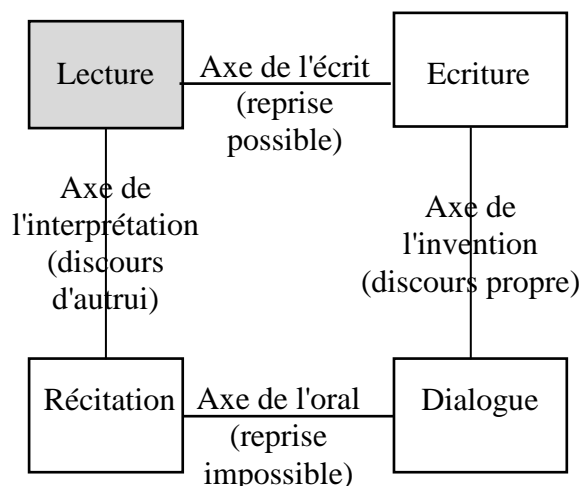 Lecture
Axe de l'écrit
(reprise
possible)
Ecriture
Axe de
l'interprétation
(discours
d'autrui)
Axe de
l'invention
(discours propre)
Récitation
Axe de l'oral
(reprise
impossible)
Dialogue